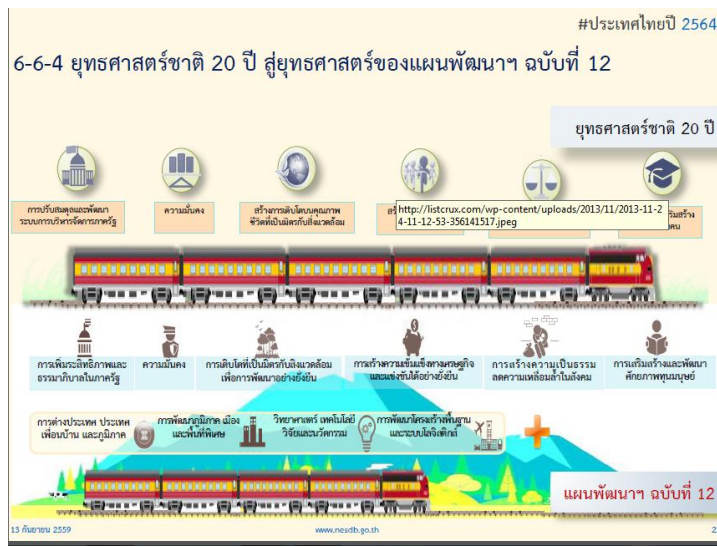 #ประเทศไทยปี 2564
6-6-4 ยุทธศาสตร์ชาติ 20 ปี สู่ยุทธศาสตร์ของแผนพัฒนาฯ ฉบับที่ 12
ยุทธศาสตร์ชาติ 20 ปี
การปรับสมดุลและพัฒนา
ระบบการบริหารจัดการภาครัฐ
ความมั่นคง
สร้างการเติบโตบนคุณภาพ
ชีวิตที่เป็นมิตรกับสิ่งแวดล้อม
http://listcrux.com/wp-content/uploads/2013/11/2013-11-2
4-11-12-53-356141517.jpeg
การเพิ่มประสิทธิภาพและ
ธรรมาภิบาลในภาครัฐ
ความมั่นคง
การเติบโตที่เป็นมิตรกับสิ่งแวดล้อม
เพื่อการพัฒนาอย่างยั่งยืน
การสร้างความเข้มแข็งทางเศรษฐกิจ
และแข่งขันได้อย่างยั่งยืน
การสร้างความเป็นธรรม
ลดความเหลื่อมล้ำในสังคม
การเสริมสร้างและพัฒนา
ศักยภาพทุนมนุษย์
การต่างประเทศ ประเทศ
เพื่อนบ้าน และภูมิภาค
การพัฒนาภูมิภาค เมือง
และพื้นที่พิเศษ
วิทยาศาสตร์ เทคโนโลยี
วิจัยและนวัตกรรม
การพัฒนาโครงสร้างพื้นฐาน
และระบบโลจิสติกส์
แผนพัฒนาฯ ฉบับที่ 12
13 กันยายน 2559
www.nesdb.go.th
2